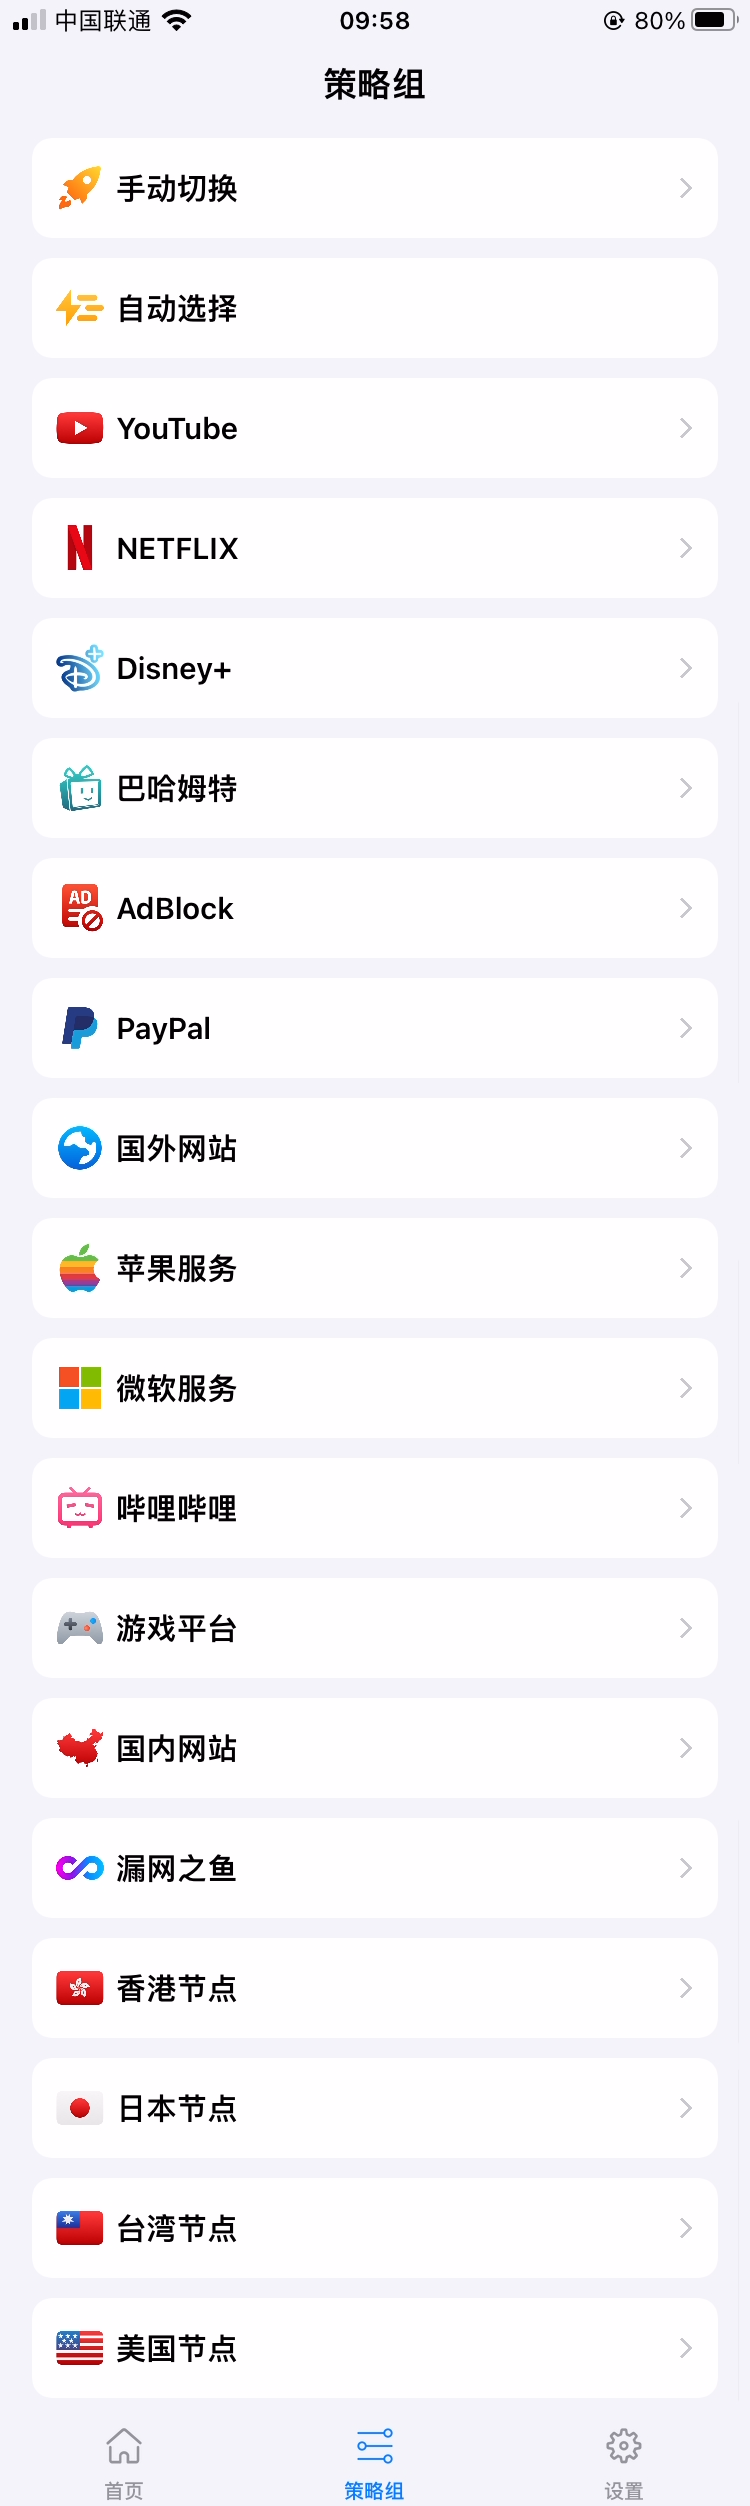 中国联通 09:58 80%
策略组
手动切换
自动选择
YouTube
NETFLIX
Disney+
巴哈姆特
AD
AdBlock
PayPal
国外网站
苹果服务
微软服务
哔哩哔哩
游戏平台
国内网站
漏网之鱼
香港节点
日本节点
台湾节点
美国节点
首页 策略组 设置